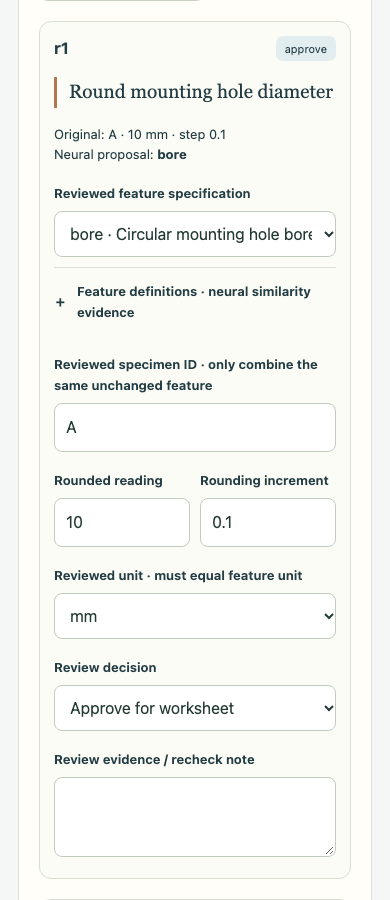 r1
approve
Round mounting hole diameter
Original: A · 10 mm · step 0.1
Neural proposal: bore
Reviewed feature specification
bore · Circular mounting hole bore
+
Feature definitions · neural similarity
evidence
Reviewed specimen ID · only combine the
same unchanged feature
A
Rounded reading
Rounding increment
10
0.1
Reviewed unit · must equal feature unit
mm
Review decision
Approve for worksheet
Review evidence / recheck note